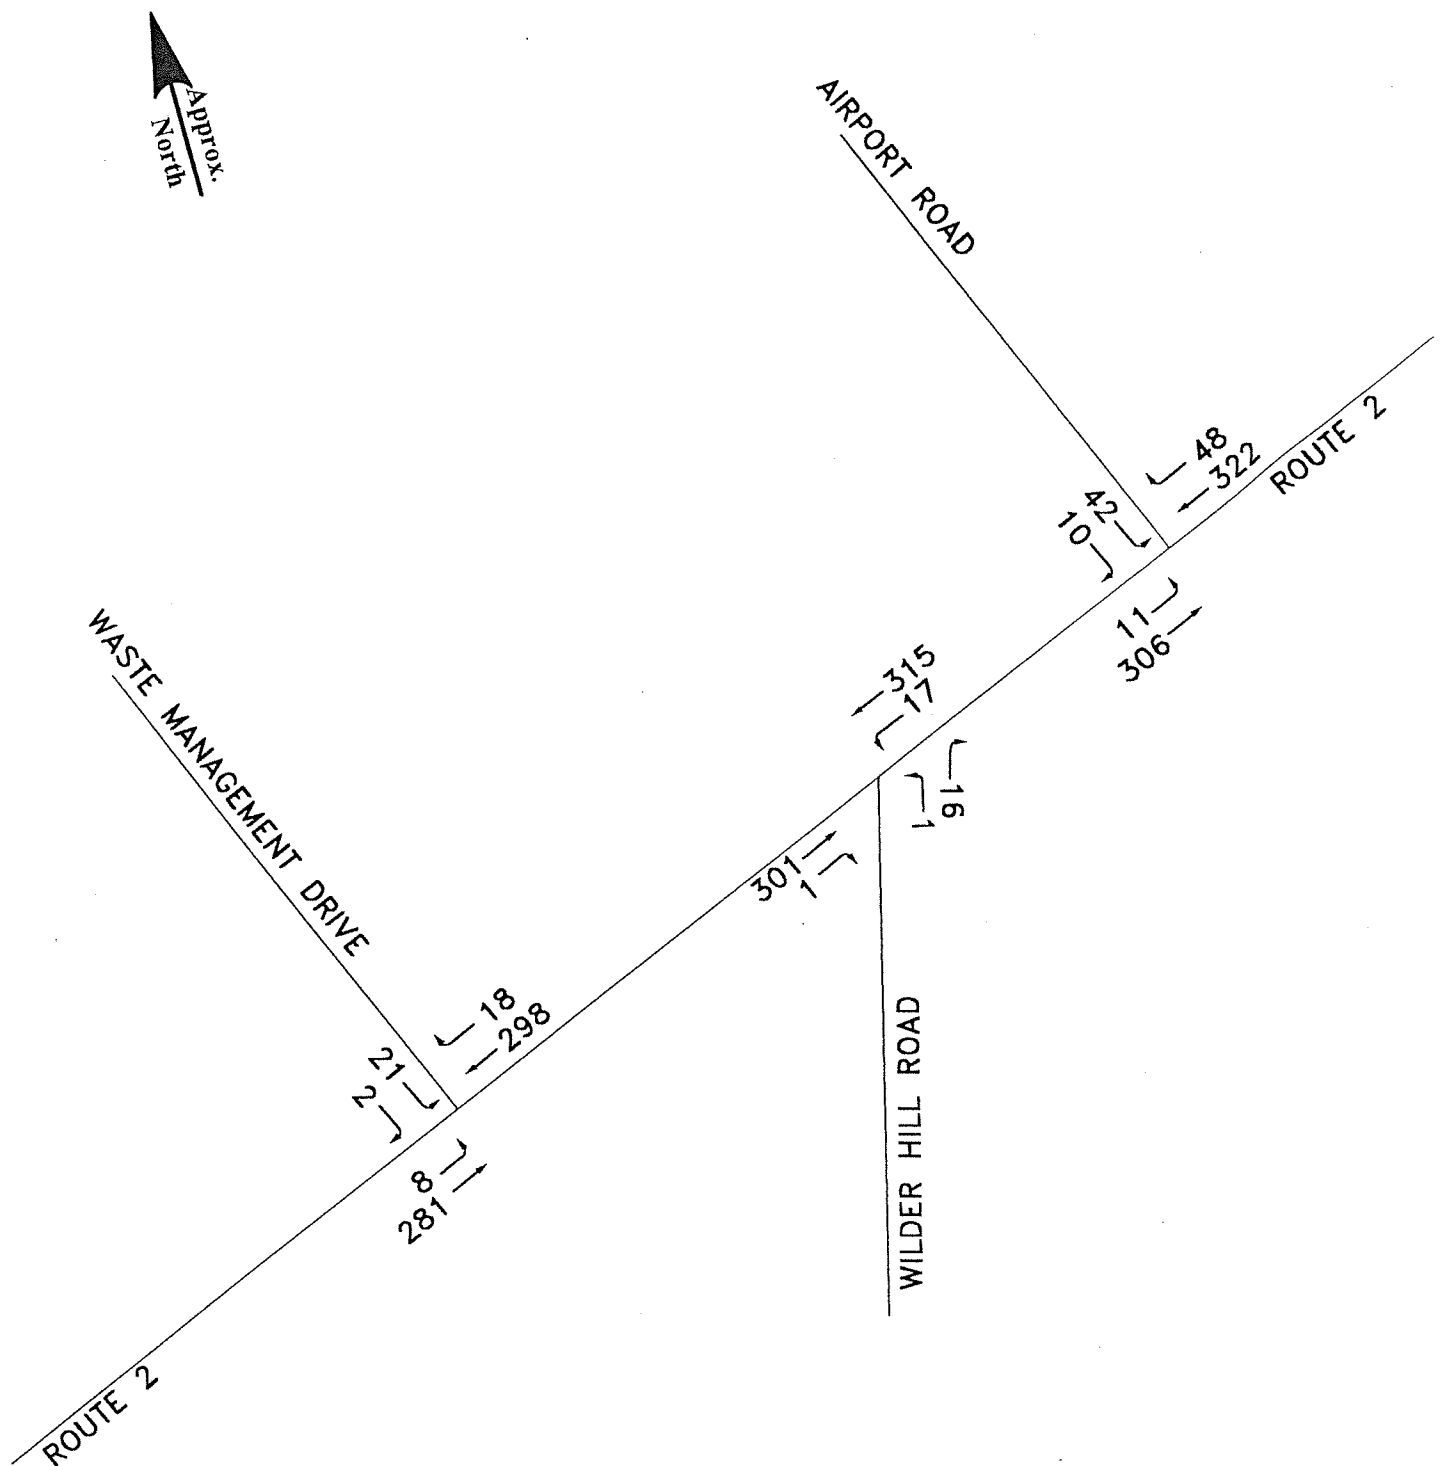 Approx.
North
AIRPORT ROAD
48
322
ROUTE 2
42
10
11
306
315
17
16
1
301
1
WASTE MANAGEMENT DRIVE
18
298
21
2
8
281
WILDER HILL ROAD
ROUTE 2